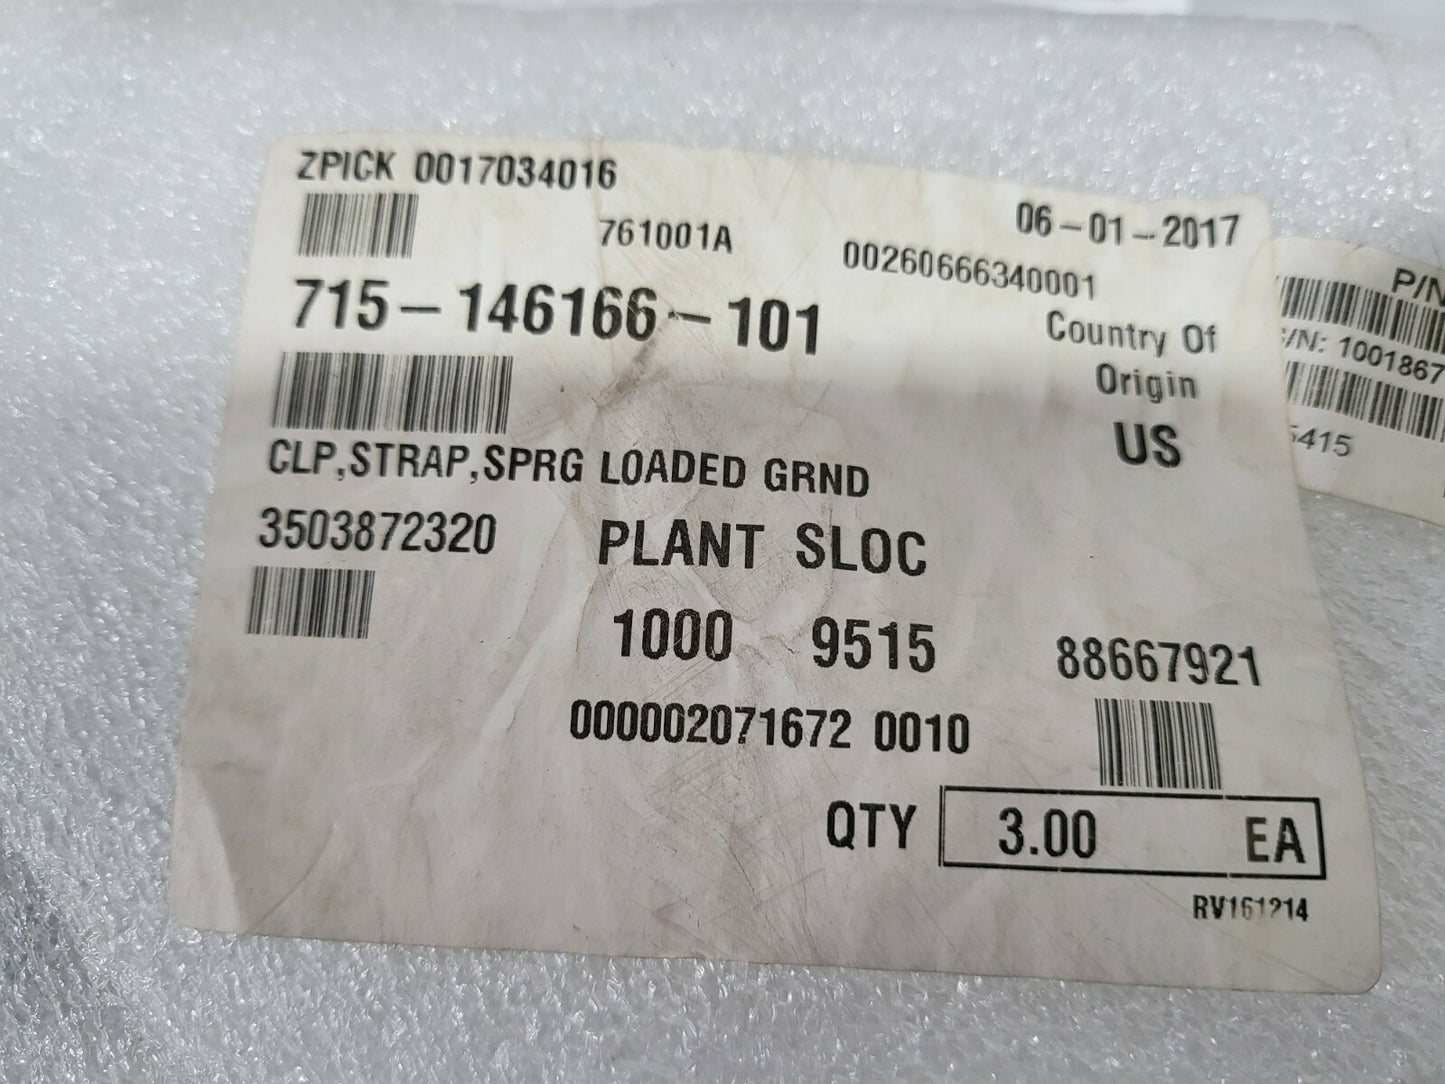 ZPICK 0017034016
761001A
06-01-2017
00260666340001
715-146166-101
Country Of
Origin
US
CLP,STRAP,SPRG LOADED GRND
3503872320
PLANT SLOC
1000 9515
88667921
000002071672 0010
QTY 3.00 EA
RV161214
P/N
/N: 1001867
5415